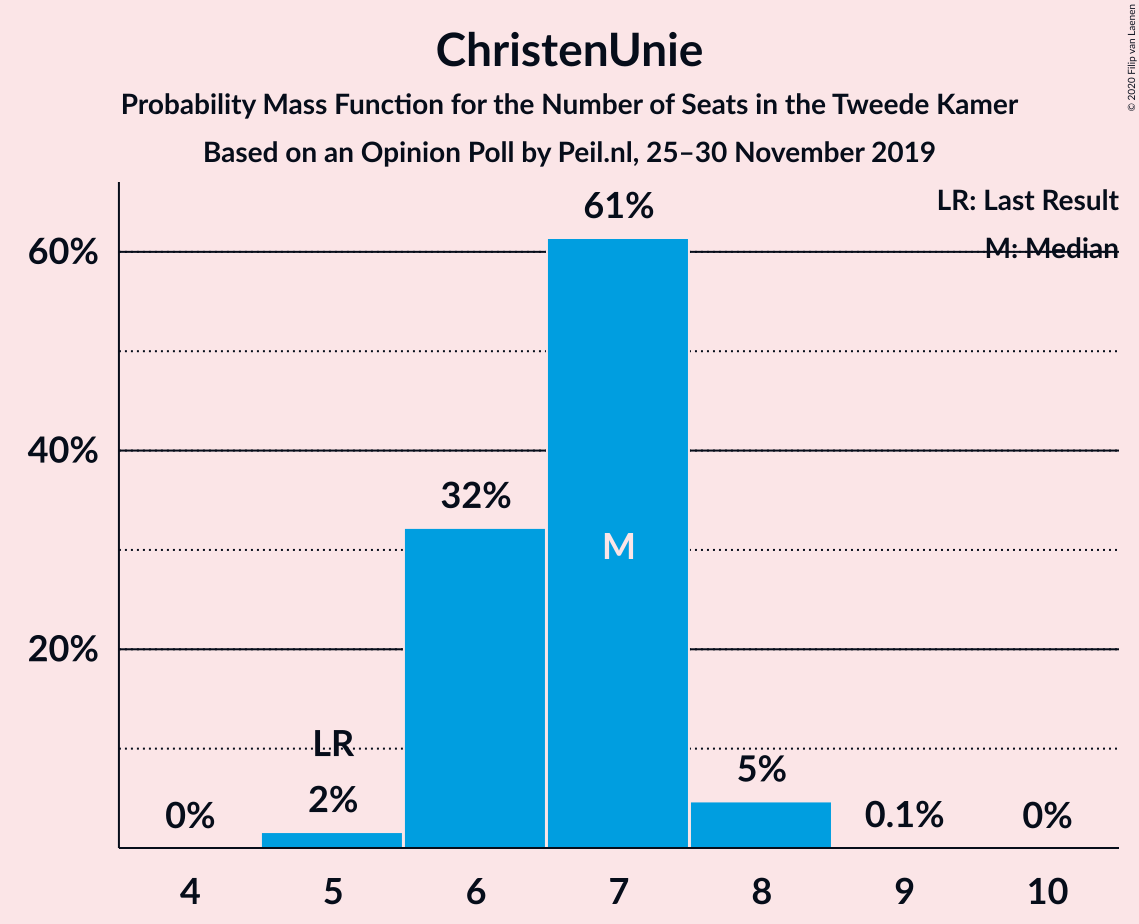 ChristenUnie
Probability Mass Function for the Number of Seats in the Tweede Kamer
Based on an Opinion Poll by Peil.nl, 25–30 November 2019
© 2020 Filip van Laenen
LR: Last Result
M: Median
61%
60%
40%
32%
M
20%
LR
2%
0%
5%
0.1%
0%
4 5 6 7 8 9 10